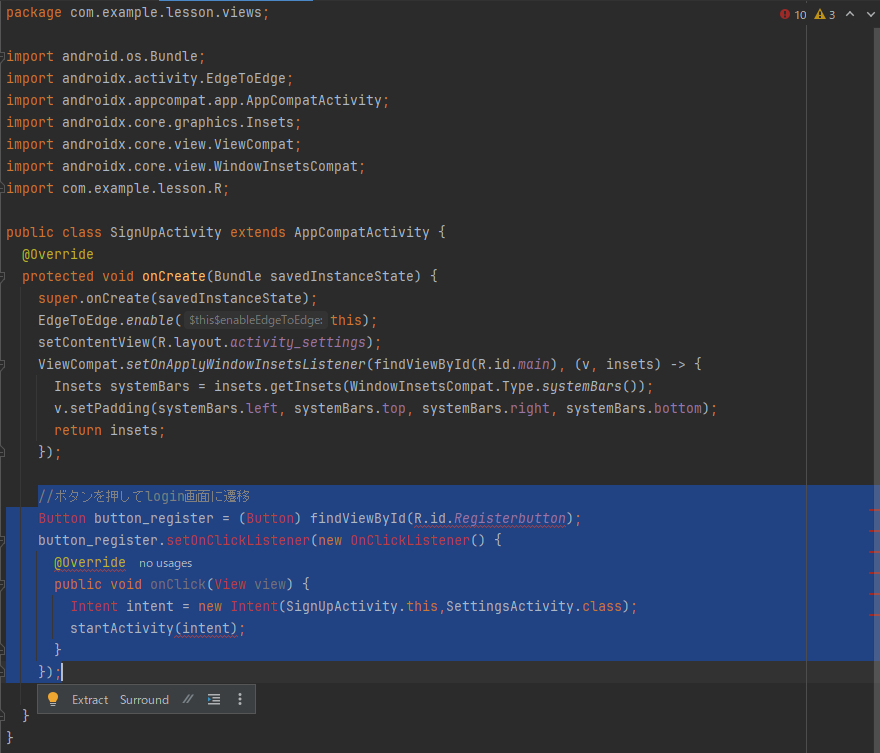 package com.example.lesson.views;
10 3
import android.os.Bundle;
import androidx.activity.EdgeToEdge;
import androidx.appcompat.app.AppCompatActivity;
import androidx.core.graphics.Insets;
import androidx.core.view.ViewCompat;
import androidx.core.view.WindowInsetsCompat;
import com.example.lesson.R;
public class SignUpActivity extends AppCompatActivity {
@Override
protected void onCreate(Bundle savedInstanceState) {
super.onCreate(savedInstanceState);
EdgeToEdge.enable( $this$enableEdgeToEdge: this);
setContentView(R.layout.activity_settings);
ViewCompat.setOnApplyWindowInsetsListener(findViewById(R.id.main), (v, insets) -> {
Insets systemBars = insets.getInsets(WindowInsetsCompat.Type.systemBars());
v.setPadding(systemBars.left, systemBars.top, systemBars.right, systemBars.bottom);
return insets;
});
//ボタンを押してlogin画面に遷移
Button button_register = (Button) findViewById(R.id.Registerbutton);
button_register.setOnClickListener(new OnClickListener() {
@Override no usages
public void onClick(View view) {
Intent intent = new Intent(SignUpActivity.this,SettingsActivity.class);
startActivity(intent);
}
});
Extract Surround //
}
}